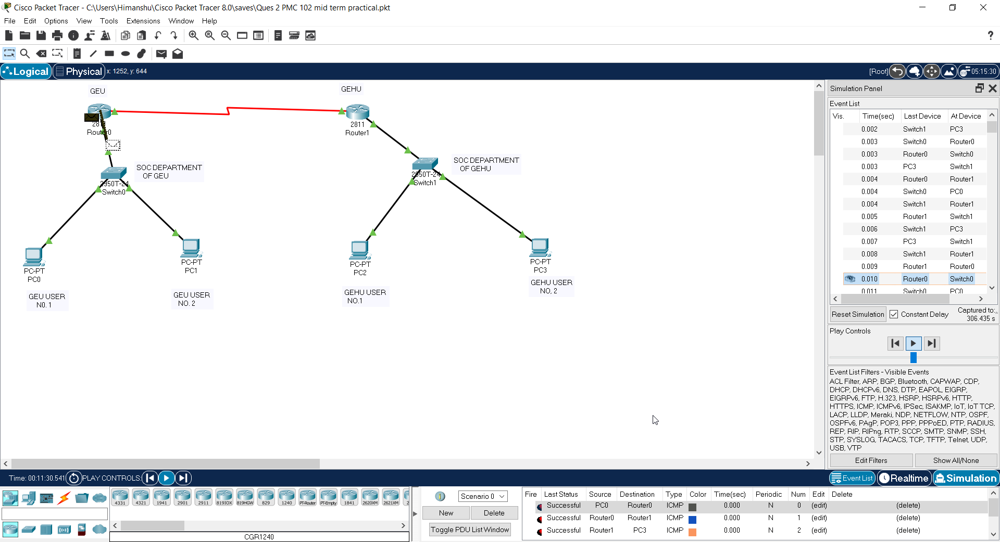 Cisco Packet Tracer - C:\Users\Himanshu\Cisco Packet Tracer 8.0\saves\Ques 2 PMC 102 mid term practical.pkt
File Edit Options View Tools Extensions Window Help
?
Logical Physical x: 1252, y: 644 [Root] 05:15:30
GEU
GEHU
2811
Router0
2811
Router1
SOC DEPARTMENT
OF GEU
SOC DEPARTMENT
OF GEHU
2950T-24
Switch0
2950T-24
Switch1
PC-PT
PC0
PC-PT
PC1
PC-PT
PC2
PC-PT
PC3
GEU USER
N0. 1
GEU USER
NO. 2
GEHU USER
NO.1
GEHU USER
NO, 2
Simulation Panel
Event List
Vis. Time(sec) Last Device At Device
0.002 Switch1 PC3
0.003 Switch0 Router0
0.003 Router0 Switch0
0.003 PC3 Switch1
0.004 Router0 Router1
0.004 Switch0 PC0
0.004 Switch1 Router1
0.005 Router1 Switch1
0.006 Switch1 PC3
0.007 PC3 Switch1
0.008 Switch1 Router1
0.009 Router1 Router0
0.010 Router0 Switch0
0.011 Switch0 PC0
Reset Simulation Constant Delay Captured to:
306.435 s
Play Controls
Event List Filters - Visible Events
ACL Filter, ARP, BGP, Bluetooth, CAPWAP, CDP,
DHCP, DHCPv6, DNS, DTP, EAPOL, EIGRP,
EIGRPv6, FTP, H.323, HSRP, HSRPv6, HTTP,
HTTPS, ICMP, ICMPv6, IPSec, ISAKMP, IoT, IoT TCP,
LACP, LLDP, Meraki, NDP, NETFLOW, NTP, OSPF,
OSPFv6, PAgP, POP3, PPP, PPPoED, PTP, RADIUS,
REP, RIP, RIPng, RTP, SCCP, SMTP, SNMP, SSH,
STP, SYSLOG, TACACS, TCP, TFTP, Telnet, UDP,
USB, VTP
Edit Filters Show All/None
Time: 00:11:30.541 PLAY CONTROLS: Event List Realtime Simulation
4331 4321 1941 2901 2911 819IOX 819HGW 829 1240 PT-Router PT-Empty 1841 2620XM 2621XM 2
CGR1240
Scenario 0
New Delete
Toggle PDU List Window
Fire Last Status Source Destination Type Color Time(sec) Periodic Num Edit Delete
Successful PC0 Router0 ICMP 0.000 N 0 (edit) (delete)
Successful Router0 Router1 ICMP 0.000 N 1 (edit) (delete)
Successful Router1 PC3 ICMP 0.000 N 2 (edit) (delete)